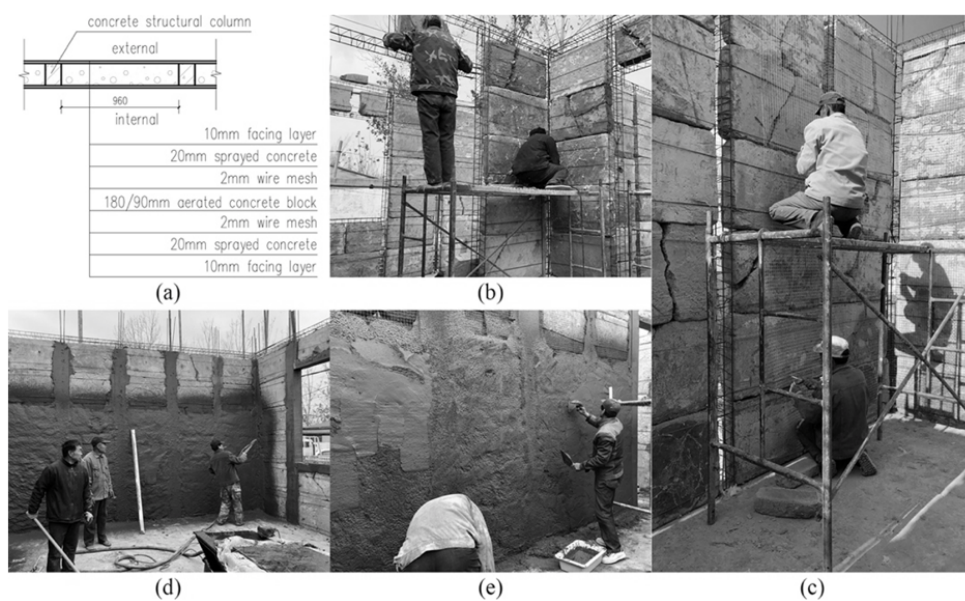 concrete structural column
external
960
internal
10mm facing layer
20mm sprayed concrete
2mm wire mesh
180/90mm aerated concrete block
2mm wire mesh
20mm sprayed concrete
10mm facing layer
(a)
(b)
(d)
(e)
(c)